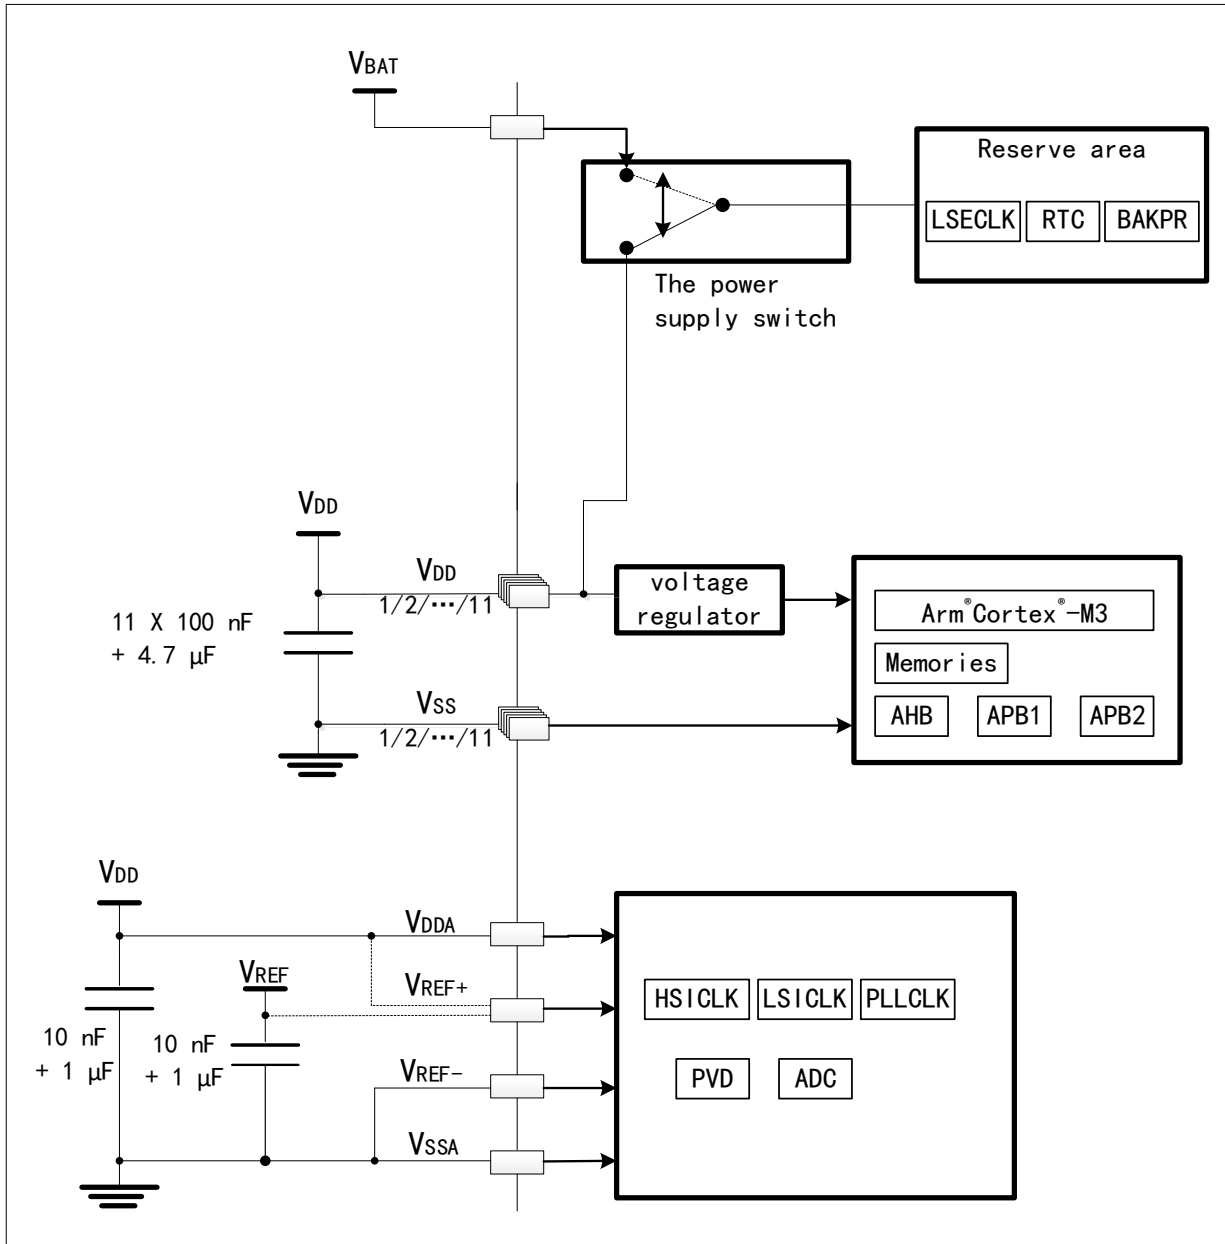 VBAT
Reserve area
LSECLK RTC BAKPR
The power
supply switch
VDD
VDD
1/2/…/11
voltage
regulator
Arm®Cortex®-M3
11 X 100 nF
+ 4.7 μF
Memories
VSS
1/2/…/11
AHB APB1 APB2
VDD
VDDA
VREF
VREF+
HSICLK LSICLK PLLCLK
10 nF
+ 1 μF
10 nF
+ 1 μF
VREF-
PVD ADC
VSSA